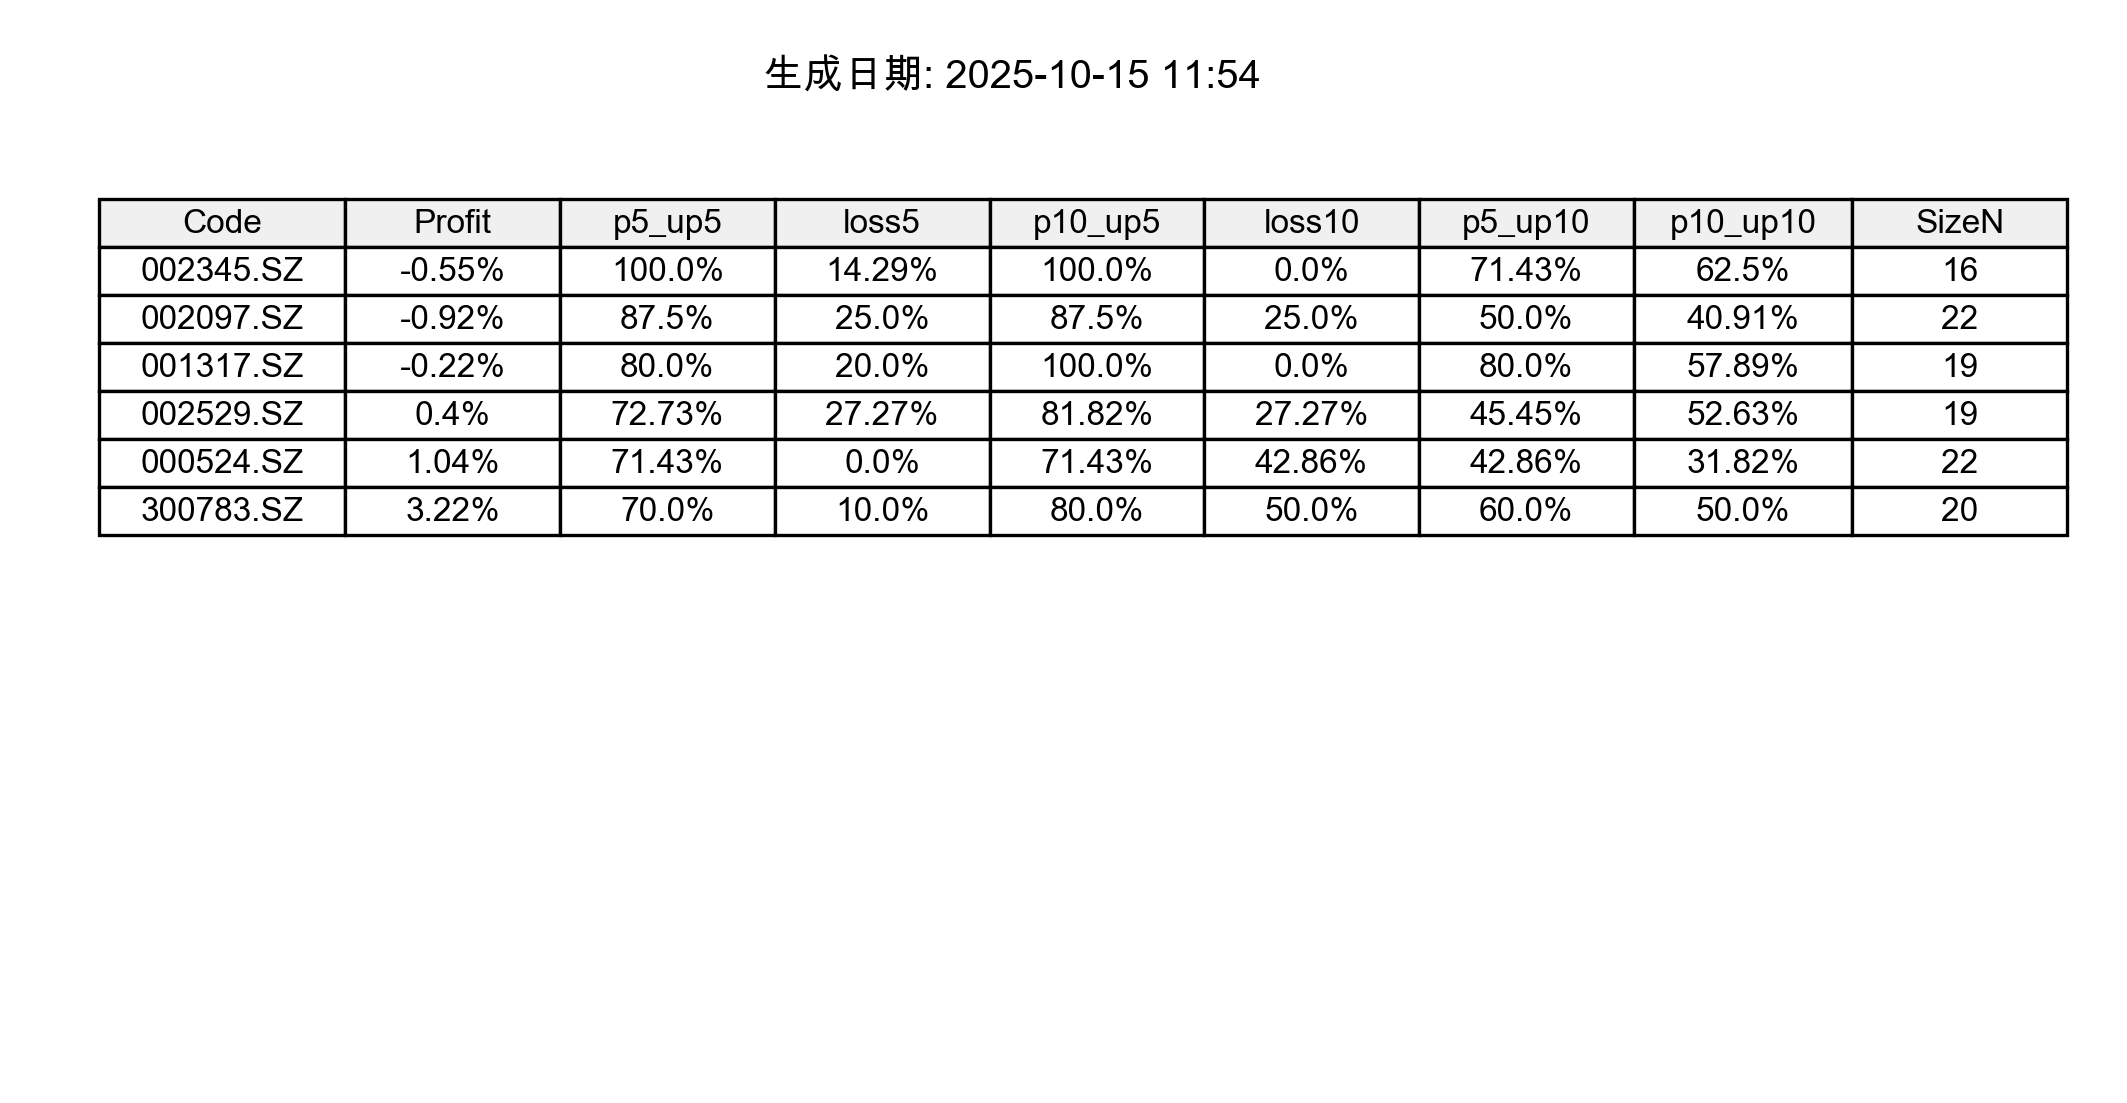 生成日期: 2025-10-15 11:54
Code Profit p5_up5 loss5 p10_up5 loss10 p5_up10 p10_up10 SizeN
002345.SZ -0.55% 100.0% 14.29% 100.0% 0.0% 71.43% 62.5% 16
002097.SZ -0.92% 87.5% 25.0% 87.5% 25.0% 50.0% 40.91% 22
001317.SZ -0.22% 80.0% 20.0% 100.0% 0.0% 80.0% 57.89% 19
002529.SZ 0.4% 72.73% 27.27% 81.82% 27.27% 45.45% 52.63% 19
000524.SZ 1.04% 71.43% 0.0% 71.43% 42.86% 42.86% 31.82% 22
300783.SZ 3.22% 70.0% 10.0% 80.0% 50.0% 60.0% 50.0% 20